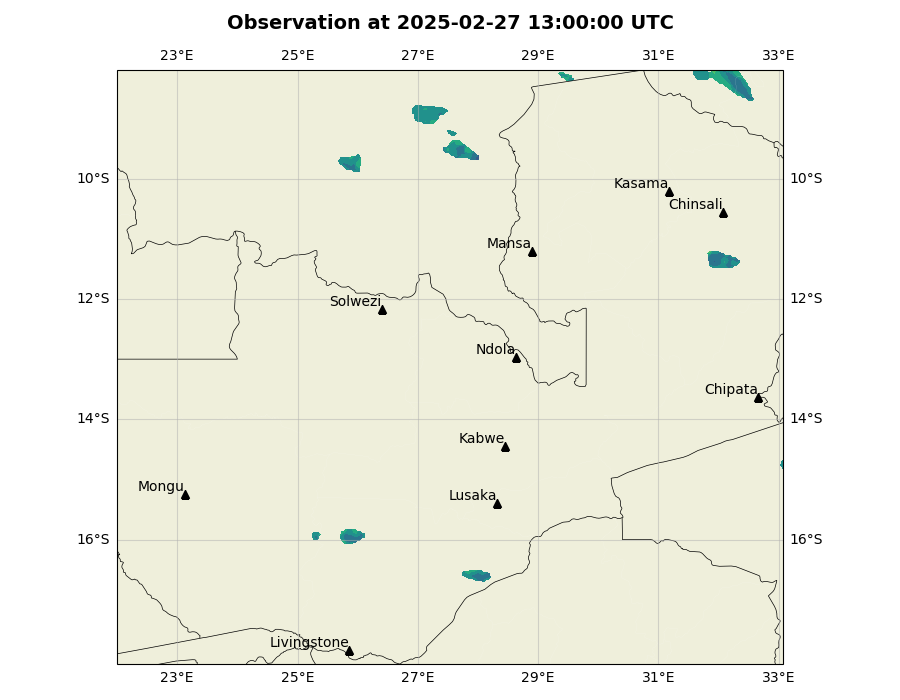 Observation at 2025-02-27 13:00:00 UTC
23°E 25°E 27°E 29°E 31°E 33°E
10°S 10°S
Kasama
Chinsali
Mansa
12°S 12°S
Solwezi
Ndola
Chipata
14°S 14°S
Kabwe
Mongu
Lusaka
16°S 16°S
Livingstone
23°E 25°E 27°E 29°E 31°E 33°E